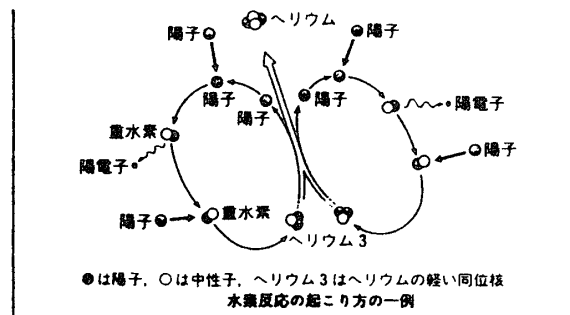 ヘリウム
陽子
陽子
陽子
陽子
陽子
陽電子
重水素
陽電子
陽子
陽子
重水素
ヘリウム3
●は陽子,○は中性子,ヘリウム3はヘリウムの軽い同位核
水素反応の起こり方の一例